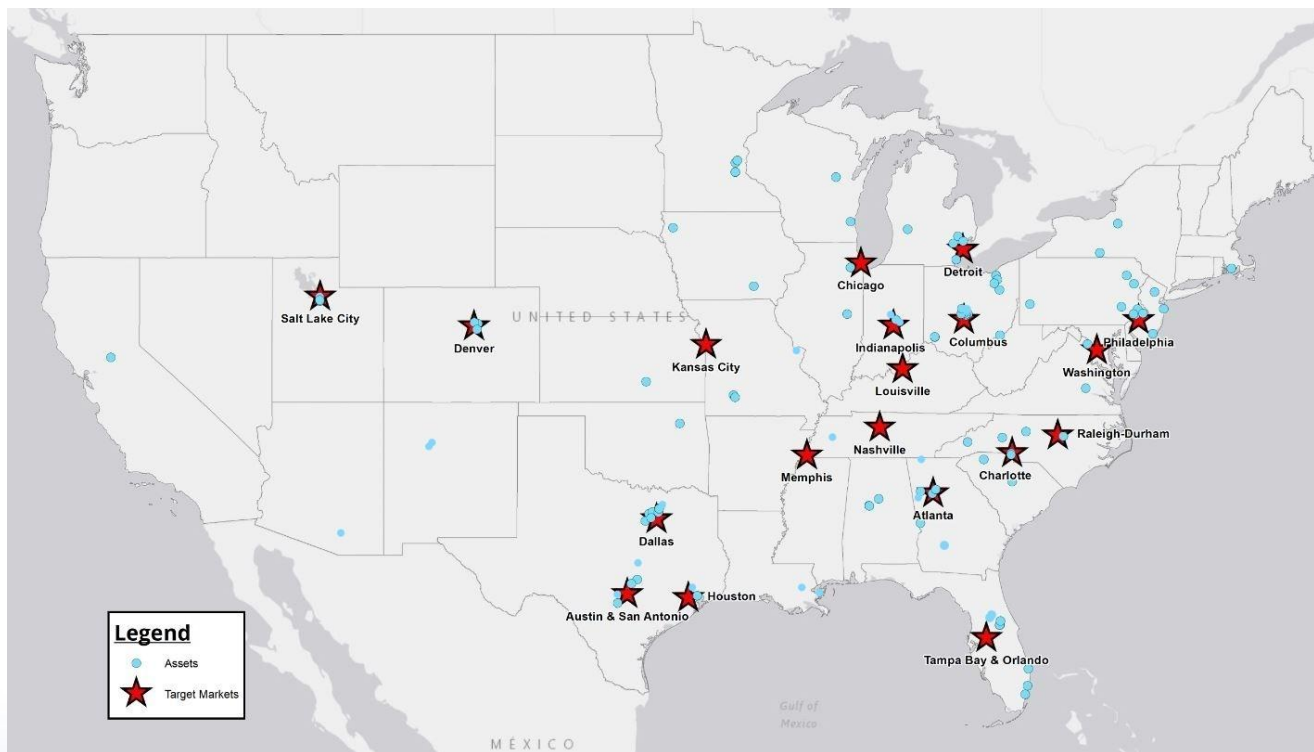 Detroit
Chicago
Salt Lake City
UNITED STATES
Denver
Indianapolis
Columbus
Philadelphia
Kansas City
Washington
Louisville
Nashville
Raleigh-Durham
Memphis
Charlotte
Atlanta
Dallas
Houston
Austin & San Antonio
Tampa Bay & Orlando
Legend
Assets
Target Markets
Gulf of
Mexico
MÉXICO